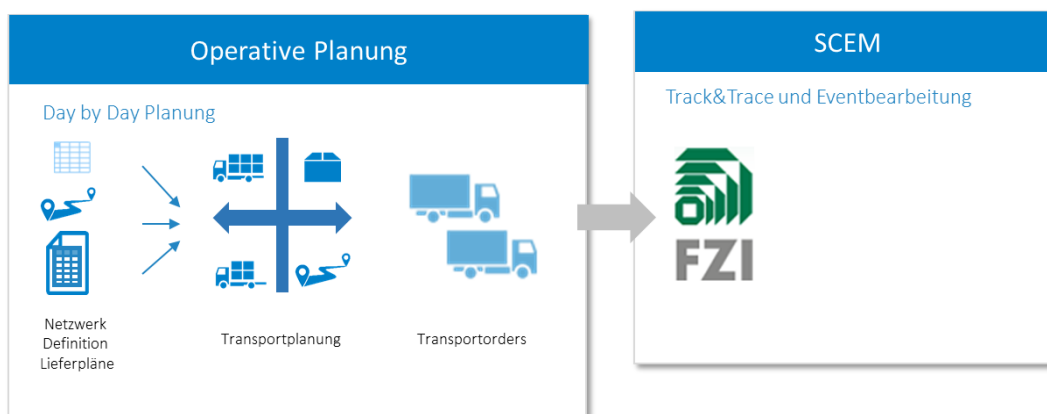 Operative Planung
Day by Day Planung
Netzwerk
Definition
Lieferpläne
Transportplanung
Transportorders
SCEM
Track&Trace und Eventbearbeitung
FZI